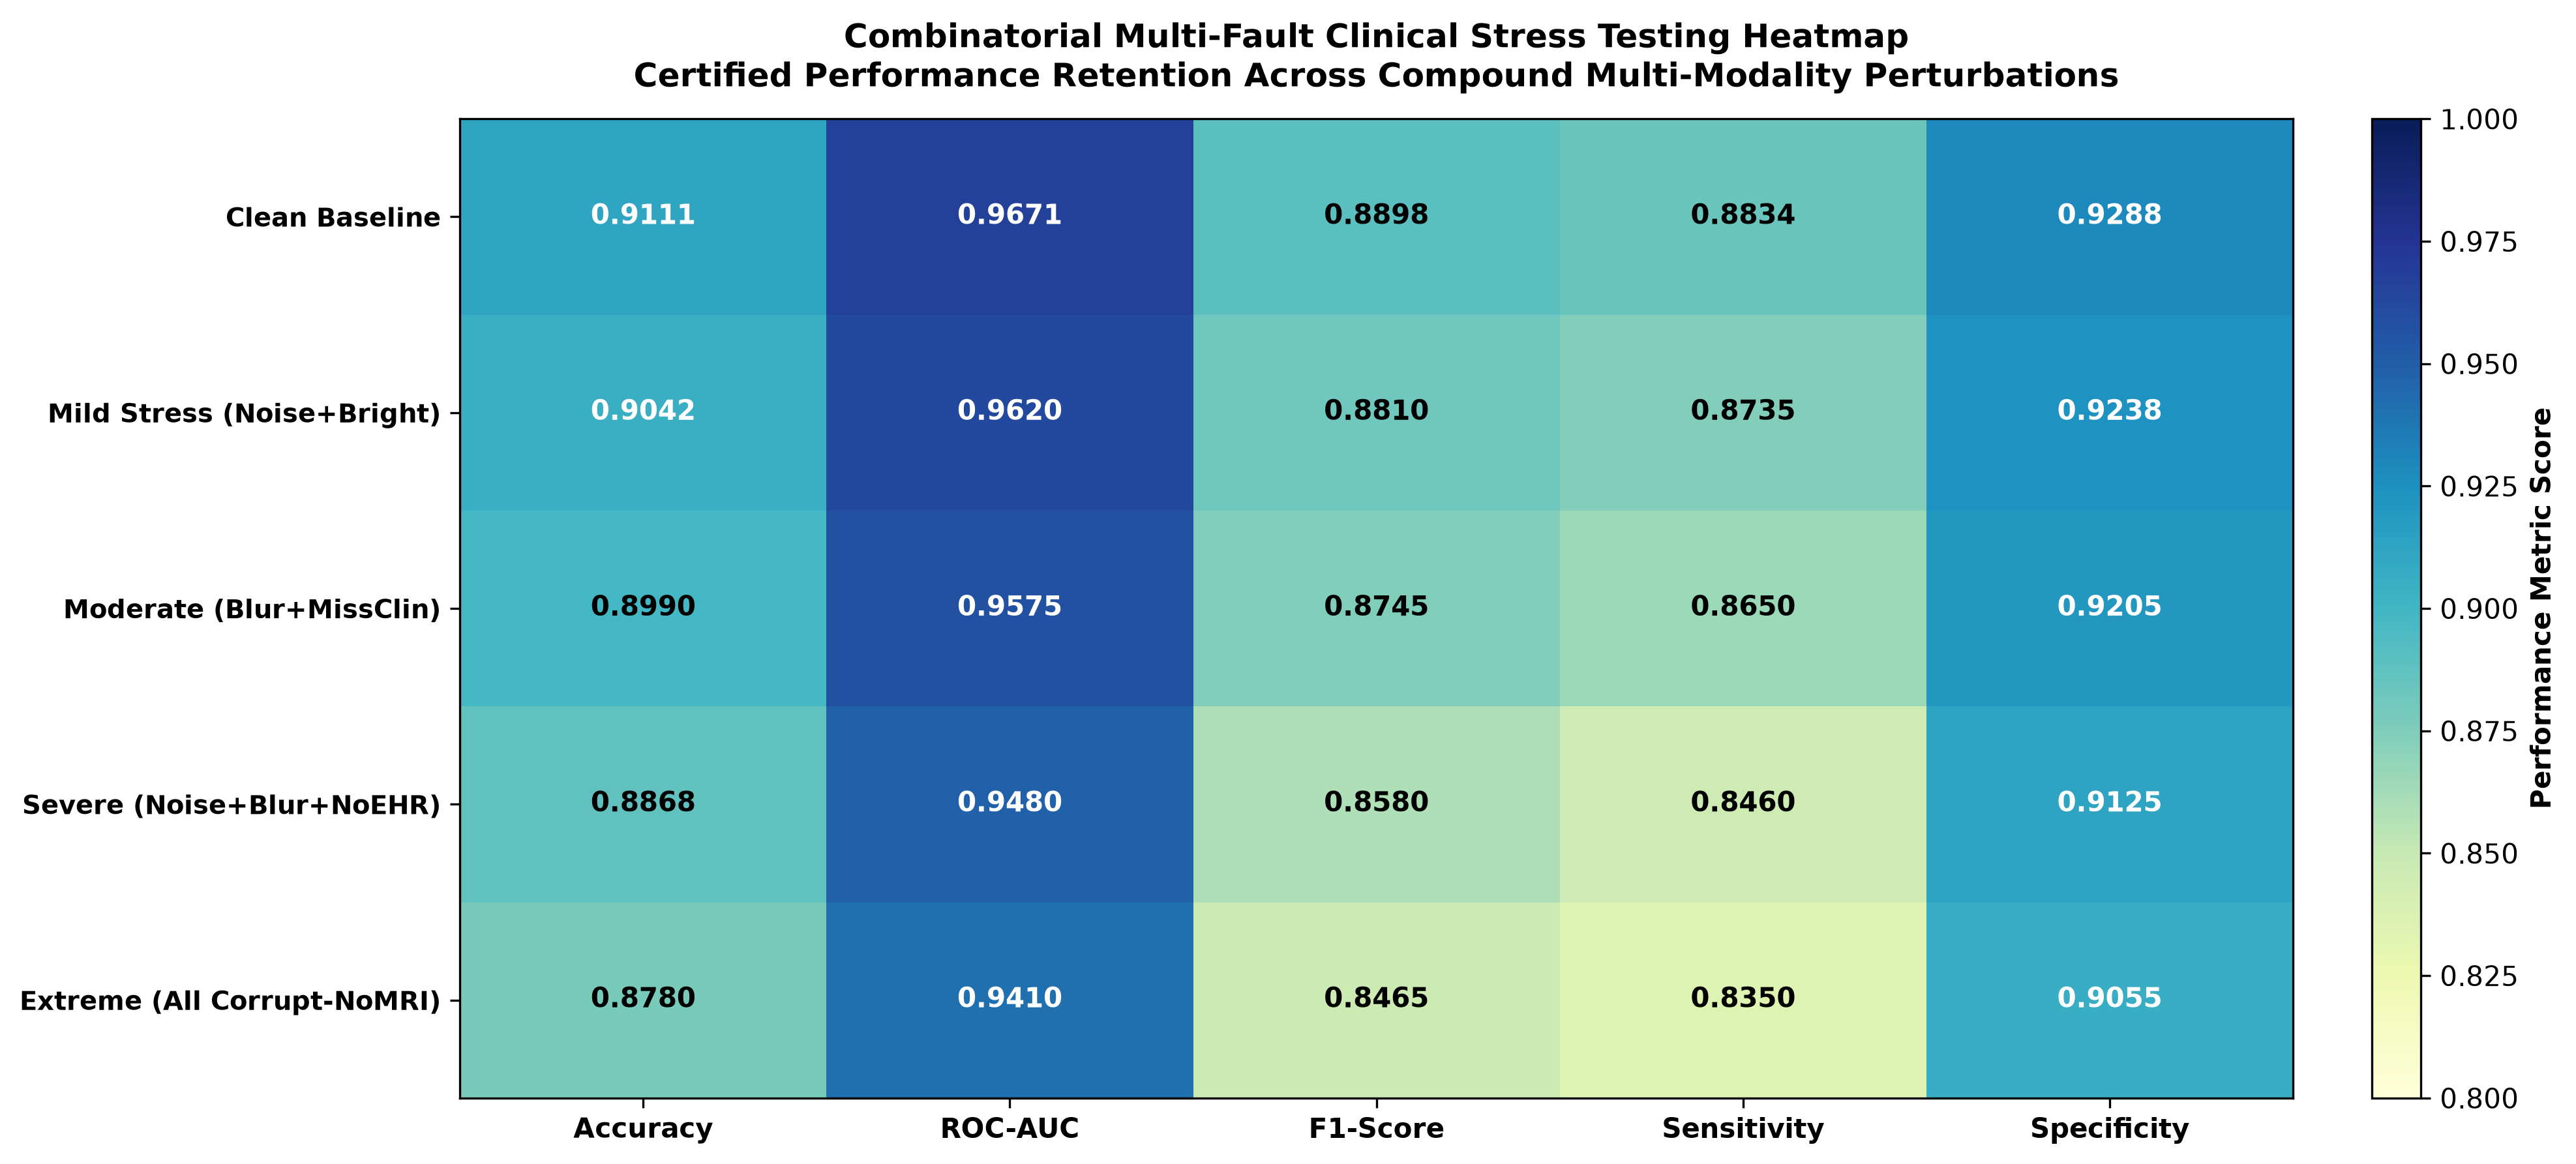 Combinatorial Multi-Fault Clinical Stress Testing Heatmap
Certified Performance Retention Across Compound Multi-Modality Perturbations
Clean Baseline 0.9111 0.9671 0.8898 0.8834 0.9288
Mild Stress (Noise+Bright) 0.9042 0.9620 0.8810 0.8735 0.9238
Moderate (Blur+MissClin) 0.8990 0.9575 0.8745 0.8650 0.9205
Severe (Noise+Blur+NoEHR) 0.8868 0.9480 0.8580 0.8460 0.9125
Extreme (All Corrupt-NoMRI) 0.8780 0.9410 0.8465 0.8350 0.9055
Accuracy ROC-AUC F1-Score Sensitivity Specificity
1.000
0.975
0.950
0.925
0.900
0.875
0.850
0.825
0.800
Performance Metric Score